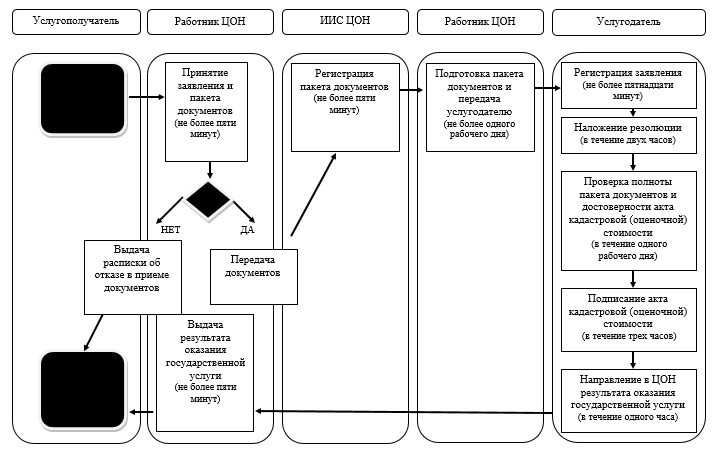 Услугополучатель
Работник ЦОН
ИИС ЦОН
Работник ЦОН
Услугодатель
Принятие
заявления и
пакета
документов
(не более пяти
минут)
НЕТ
ДА
Выдача
расписки об
отказе в приеме
документов
Передача
документов
Выдача
результата
оказания
государственной
услуги
(не более пяти
минут)
Регистрация
пакета документов
(не более пяти
минут)
Подготовка пакета
документов и
передача
услугодателю
(не более одного
рабочего дня)
Регистрация заявления
(не более пятнадцати
минут)
Наложение резолюции
(в течение двух часов)
Проверка полноты
пакета документов и
достоверности акта
кадастровой (оценочной)
стоимости
(в течение одного
рабочего дня)
Подписание акта
кадастровой (оценочной)
стоимости
(в течение трех часов)
Направление в ЦОН
результата оказания
государственной услуги
(в течение одного часа)